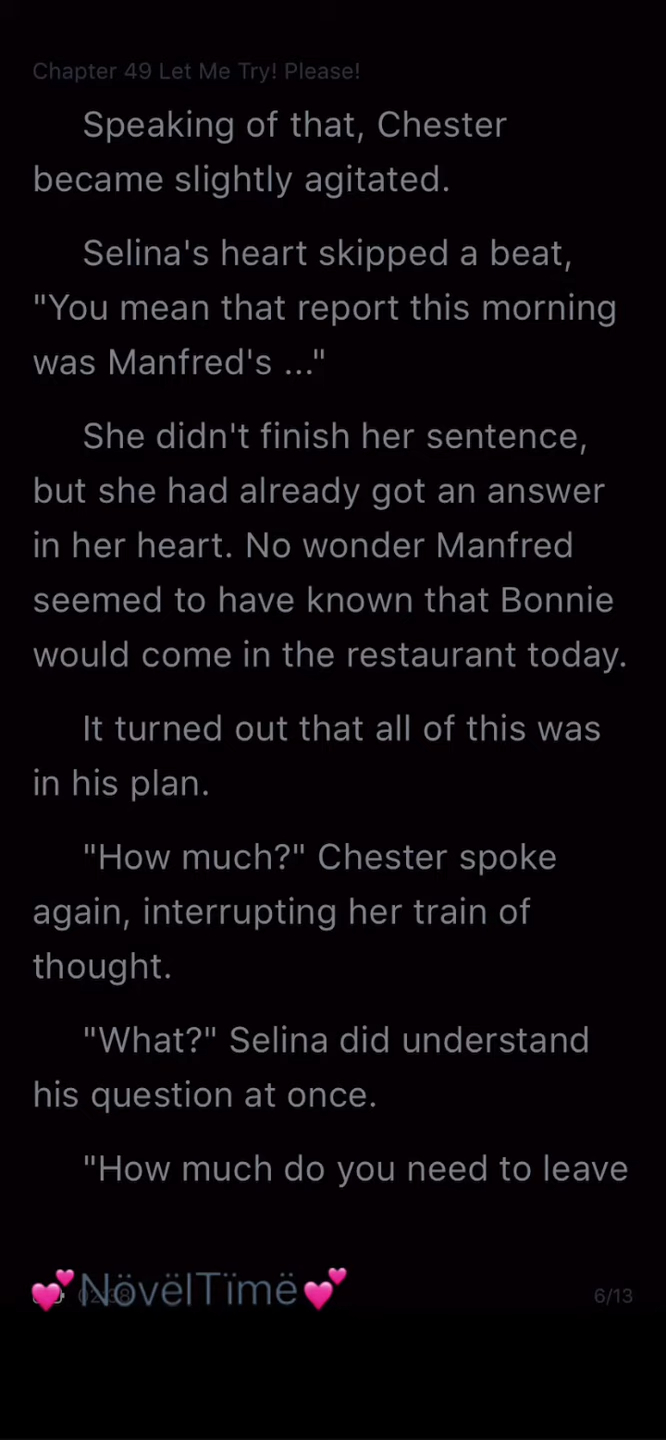 Chapter 49 Let Me Try! Please!
Speaking of that, Chester
became slightly agitated.
Selina's heart skipped a beat,
"You mean that report this morning
was Manfred's ..."
She didn't finish her sentence,
but she had already got an answer
in her heart. No wonder Manfred
seemed to have known that Bonnie
would come in the restaurant today.
It turned out that all of this was
in his plan.
"How much?" Chester spoke
again, interrupting her train of
thought.
"What?" Selina did understand
his question at once.
"How much do you need to leave
💕NövëlTïmë💕
6/13